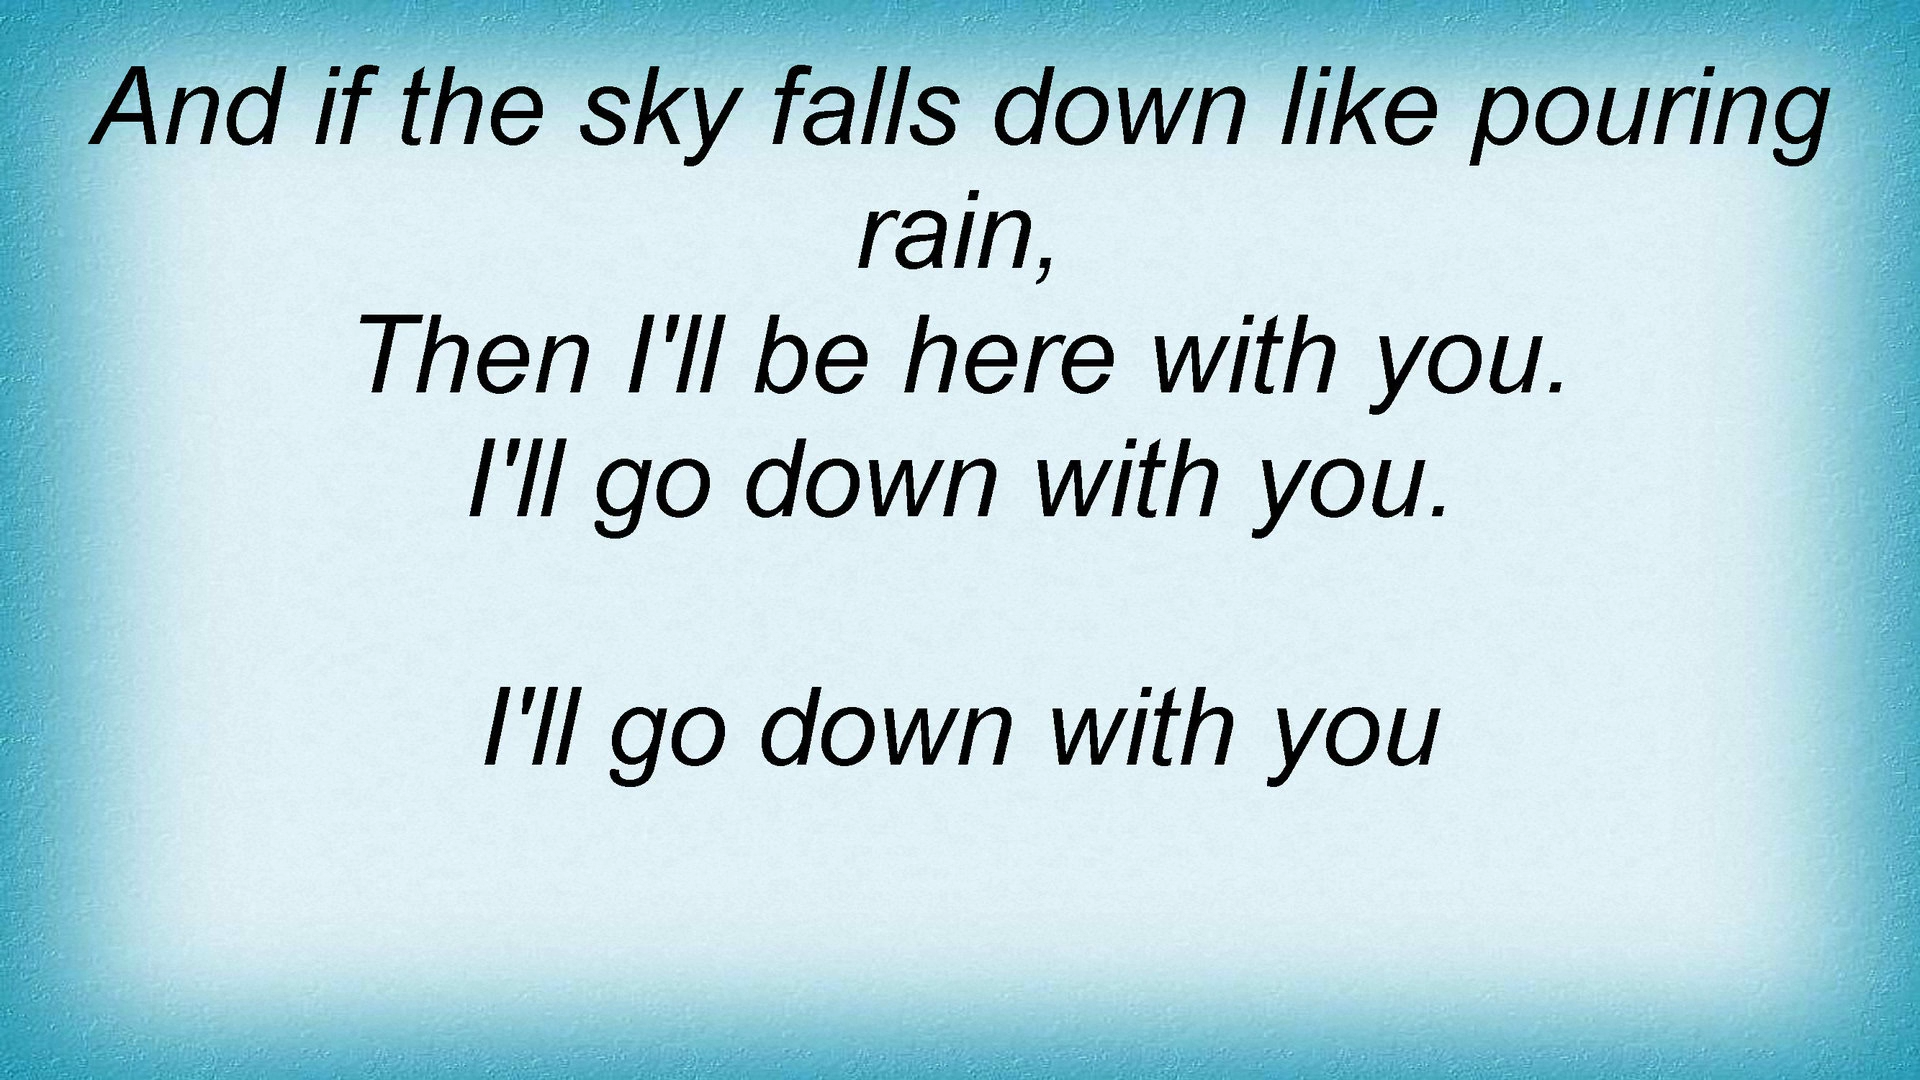 And if the sky falls down like pouring
rain,
Then I'll be here with you.
I'll go down with you.
I'll go down with you